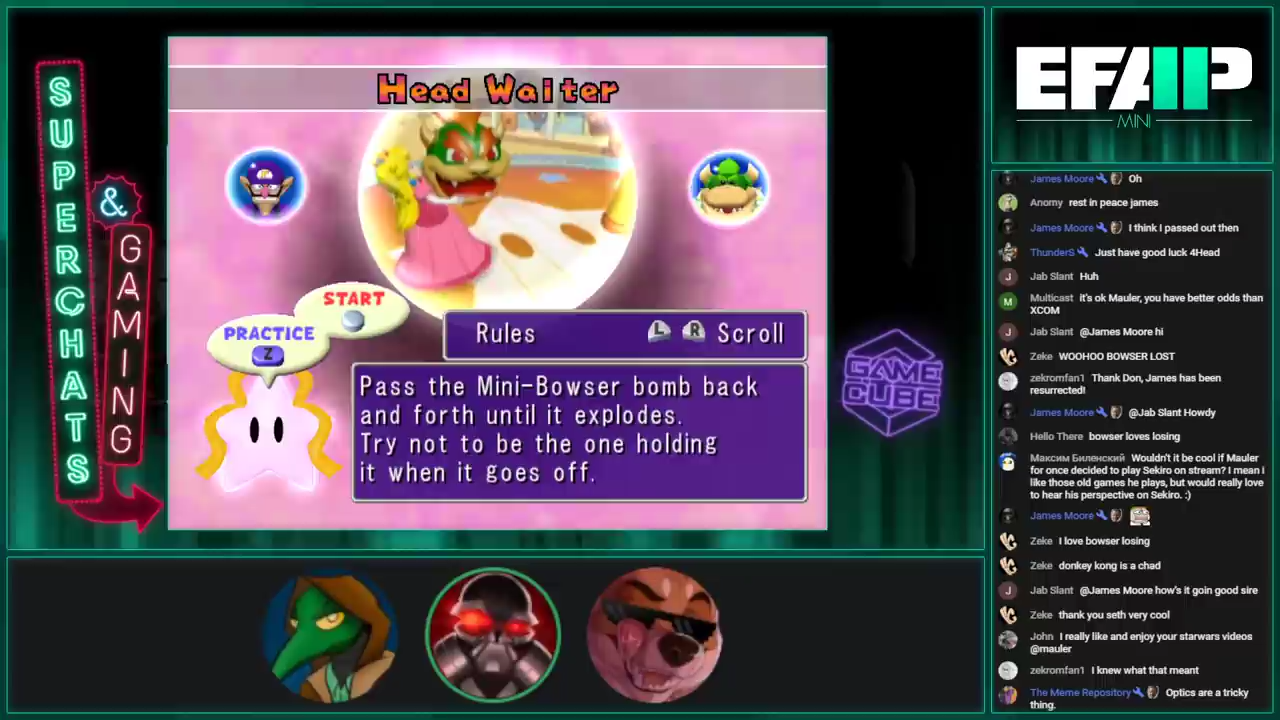 SUPERCHATS
&
GAMING
Head Waiter
START
PRACTICE
Z
Rules
L R Scroll
Pass the Mini-Bowser bomb back
and forth until it explodes.
Try not to be the one holding
it when it goes off.
GAME
CUBE
EFAP
MINI
James Moore Oh
Anomy rest in peace james
James Moore I think I passed out then
ThunderS Just have good luck 4Head
J
Jab Slant Huh
M
Multicast it's ok Mauler, you have better odds than
XCOM
J
Jab Slant @James Moore hi
Zeke WOOHOO BOWSER LOST
zekromfan1 Thank Don, James has been
resurrected!
James Moore @Jab Slant Howdy
Hello There bowser loves losing
Максим Биленский Wouldn't it be cool if Mauler
for once decided to play Sekiro on stream? I mean i
like those old games he plays, but would really love
to hear his perspective on Sekiro. :)
James Moore
Zeke I love bowser losing
Zeke donkey kong is a chad
J
Jab Slant @James Moore how's it goin good sire
Zeke thank you seth very cool
John I really like and enjoy your starwars videos
@mauler
zekromfan1 I knew what that meant
The Meme Repository Optics are a tricky
thing.